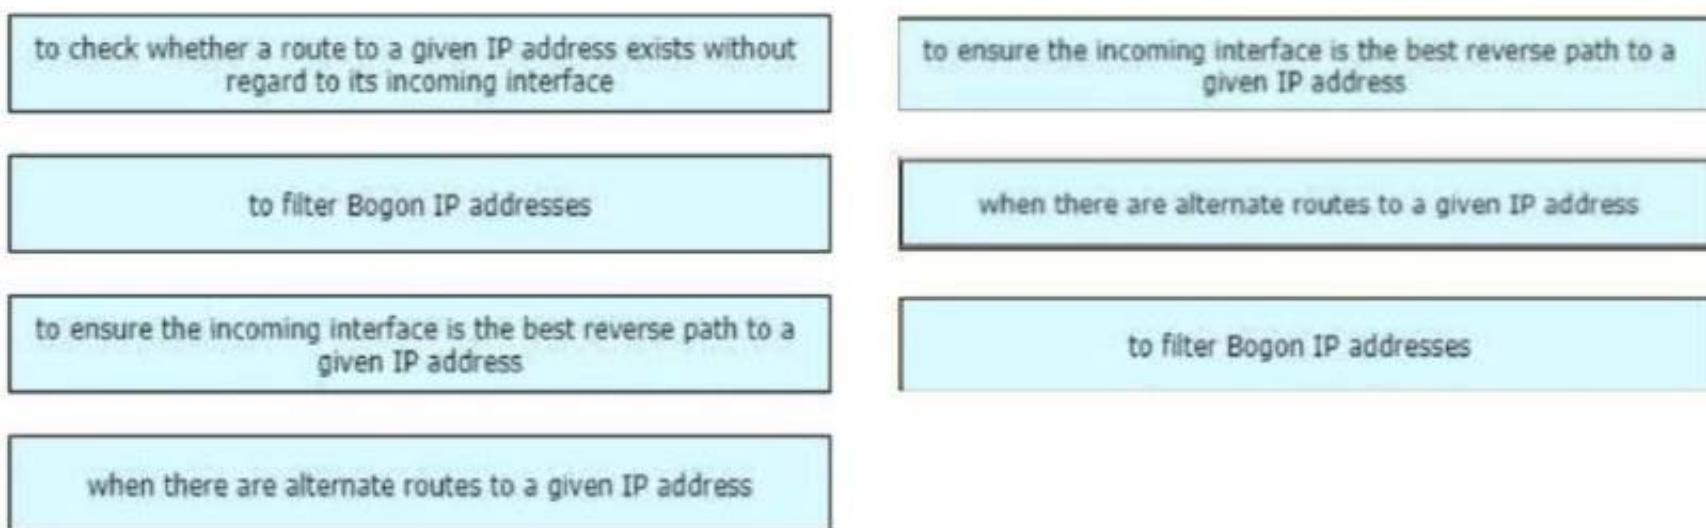 to check whether a route to a given IP address exists without
regard to its incoming interface
to filter Bogon IP addresses
to ensure the incoming interface is the best reverse path to a
given IP address
when there are alternate routes to a given IP address
to ensure the incoming interface is the best reverse path to a
given IP address
when there are alternate routes to a given IP address
to filter Bogon IP addresses